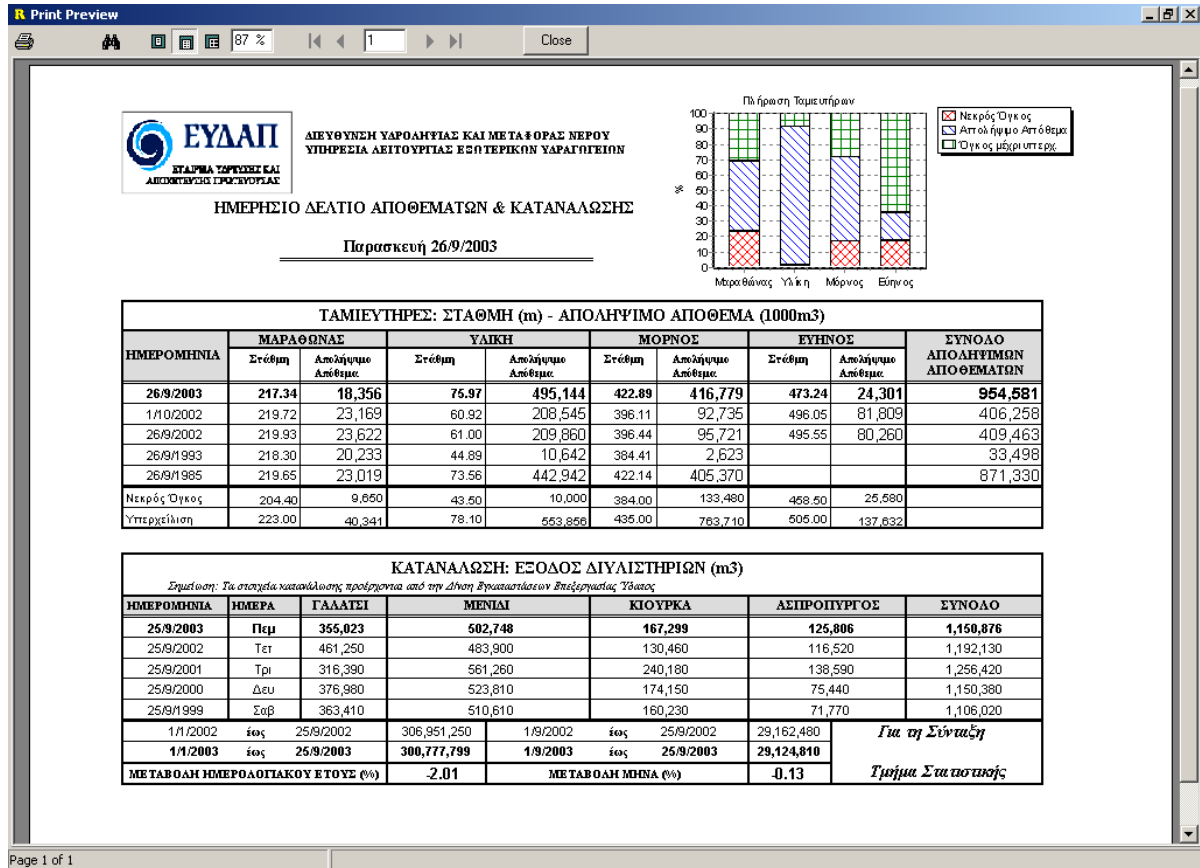 R Print Preview
87 %
1
Close
ΕΥΔΑΠ
ΕΤΑΙΡΕΙΑ ΥΔΡΕΥΣΗΣ ΚΑΙ
ΑΠΟΧΕΤΕΥΣΗΣ ΠΡΩΤΕΥΟΥΣΑΣ
ΔΙΕΥΘΥΝΣΗ ΥΔΡΟΛΗΨΙΑΣ ΚΑΙ ΜΕΤΑΦΟΡΑΣ ΝΕΡΟΥ
ΥΠΗΡΕΣΙΑ ΛΕΙΤΟΥΡΓΙΑΣ ΕΞΩΤΕΡΙΚΩΝ ΥΔΡΑΓΩΓΕΙΩΝ
ΗΜΕΡΗΣΙΟ ΔΕΛΤΙΟ ΑΠΟΘΕΜΑΤΩΝ & ΚΑΤΑΝΑΛΩΣΗΣ
Παρασκευή 26/9/2003
Πλήρωση Ταμιευτήρων
100
90
80
70
60
50
40
30
20
10
0
%
Μαραθώνας Υλίκη Μόρνος Εύηνος
Νεκρός Όγκος
Απολήψιμο Απόθεμα
Όγκος μέχρι υπερχ.
ΤΑΜΙΕΥΤΗΡΕΣ: ΣΤΑΘΜΗ (m) - ΑΠΟΛΗΨΙΜΟ ΑΠΟΘΕΜΑ (1000m3)
ΗΜΕΡΟΜΗΝΙΑ ΜΑΡΑΘΩΝΑΣ ΥΛΙΚΗ ΜΟΡΝΟΣ ΕΥΗΝΟΣ ΣΥΝΟΛΟ ΑΠΟΛΗΨΙΜΩΝ ΑΠΟΘΕΜΑΤΩΝ
Στάθμη Απολήψιμο Απόθεμα Στάθμη Απολήψιμο Απόθεμα Στάθμη Απολήψιμο Απόθεμα Στάθμη Απολήψιμο Απόθεμα
26/9/2003 217.34 18,356 75.97 495,144 422.89 416,779 473.24 24,301 954,581
1/10/2002 219.72 23,169 60.92 208,545 396.11 92,735 496.05 81,809 406,258
26/9/2002 219.93 23,622 61.00 209,860 396.44 95,721 495.55 80,260 409,463
26/9/1993 218.30 20,233 44.89 10,642 384.41 2,623 33,498
26/9/1985 219.65 23,019 73.56 442,942 422.14 405,370 871,330
Νεκρός Όγκος 204.40 9,650 43.50 10,000 384.00 133,480 458.50 25,580
Υπερχείλιση 223.00 40,341 78.10 553,856 435.00 763,710 505.00 137,632
ΚΑΤΑΝΑΛΩΣΗ: ΕΞΟΔΟΣ ΔΙΥΛΙΣΤΗΡΙΩΝ (m3)
Σημείωση: Τα στοιχεία κατανάλωσης προέρχονται από την Δ/νση Εγκαταστάσεων Επεξεργασίας Ύδατος
ΗΜΕΡΟΜΗΝΙΑ ΗΜΕΡΑ ΓΑΛΑΤΣΙ ΜΕΝΙΔΙ ΚΙΟΥΡΚΑ ΑΣΠΡΟΠΥΡΓΟΣ ΣΥΝΟΛΟ
25/9/2003 Πεμ 355,023 502,748 167,299 125,806 1,150,876
25/9/2002 Τετ 461,250 483,900 130,460 116,520 1,192,130
25/9/2001 Τρι 316,390 561,260 240,180 138,590 1,256,420
25/9/2000 Δευ 376,980 523,810 174,150 75,440 1,150,380
25/9/1999 Σαβ 363,410 510,610 160,230 71,770 1,106,020
1/1/2002 έως 25/9/2002 306,951,250 1/9/2002 έως 25/9/2002 29,162,480 Για τη Σύνταξη
1/1/2003 έως 25/9/2003 300,777,799 1/9/2003 έως 25/9/2003 29,124,810
ΜΕΤΑΒΟΛΗ ΗΜΕΡΟΛΟΓΙΑΚΟΥ ΕΤΟΥΣ (%) -2.01 ΜΕΤΑΒΟΛΗ ΜΗΝΑ (%) -0.13 Τμήμα Στατιστικής
Page 1 of 1